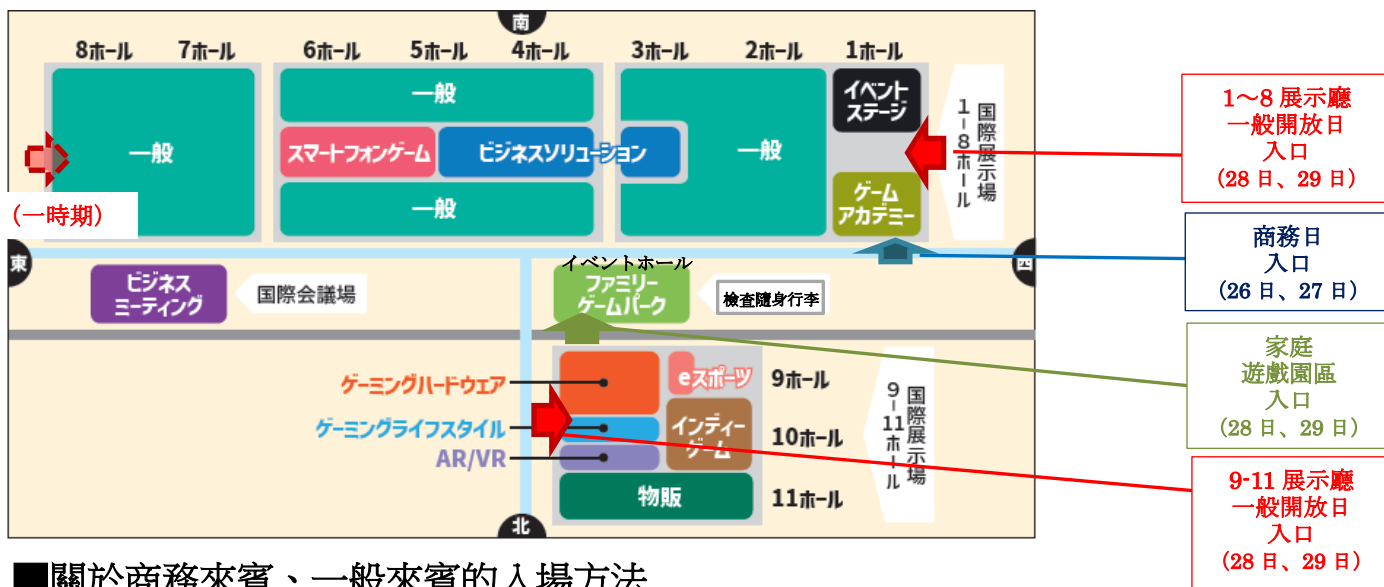 南
8ホール
7ホール
6ホール
5ホール
4ホール
3ホール
2ホール
1ホール
一般
一般
スマートフォンゲーム
ビジネスソリューション
一般
一般
イベント
ステージ
ゲーム
アカデミー
国際展示場
1-8ホール
(一時期)
東
西
ビジネス
ミーティング
国際会議場
イベントホール
ファミリー
ゲームパーク
檢查隨身行李
ゲーミングハードウェア
ゲーミングライフスタイル
AR/VR
eスポーツ
インディー
ゲーム
物販
9ホール
10ホール
11ホール
国際展示場
9-11ホール
北
1～8 展示廳
一般開放日
入口
(28 日、29 日)
商務日
入口
(26 日、27 日)
家庭
遊戲園區
入口
(28 日、29 日)
9-11 展示廳
一般開放日
入口
(28 日、29 日)
■關於商務來賓、一般來賓的入場方法